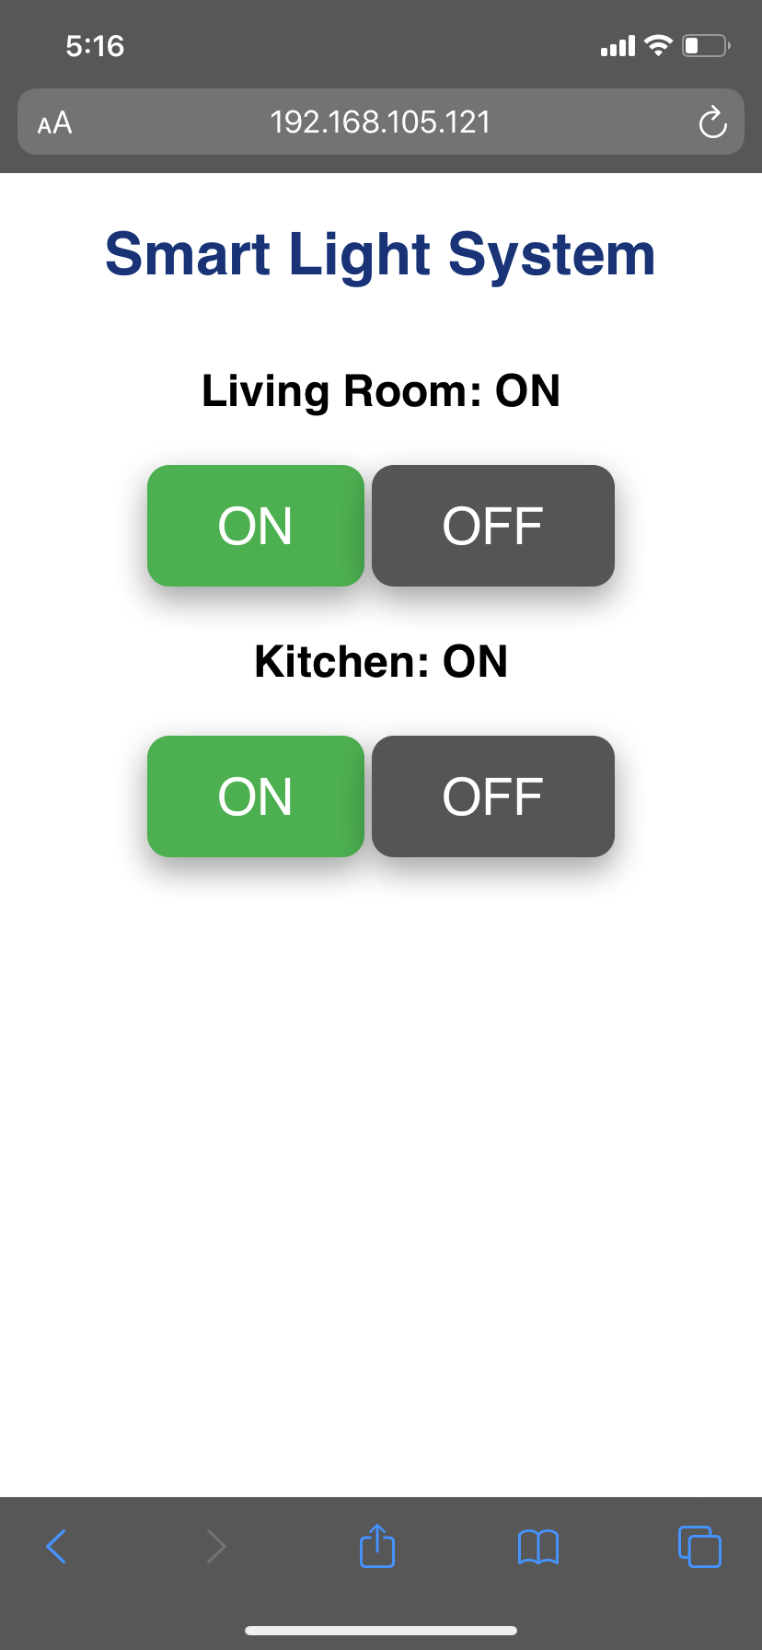 5:16
AA 192.168.105.121
Smart Light System
Living Room: ON
ON OFF
Kitchen: ON
ON OFF